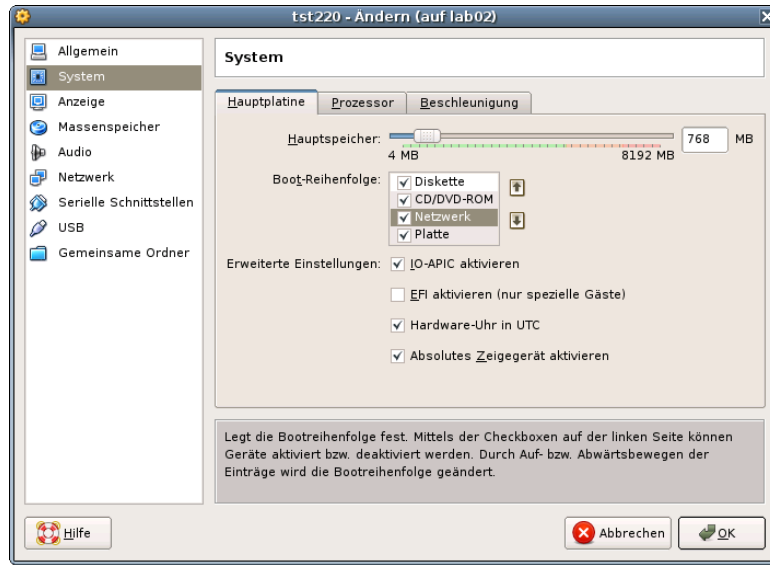 tst220 - Ändern (auf lab02)
Allgemein
System
Anzeige
Massenspeicher
Audio
Netzwerk
Serielle Schnittstellen
USB
Gemeinsame Ordner
System
Hauptplatine Prozessor Beschleunigung
Hauptspeicher: 768 MB
4 MB 8192 MB
Boot-Reihenfolge:
Diskette
CD/DVD-ROM
Netzwerk
Platte
Erweiterte Einstellungen: IO-APIC aktivieren
EFI aktivieren (nur spezielle Gäste)
Hardware-Uhr in UTC
Absolutes Zeigegerät aktivieren
Legt die Bootreihenfolge fest. Mittels der Checkboxen auf der linken Seite können
Geräte aktiviert bzw. deaktiviert werden. Durch Auf- bzw. Abwärtsbewegen der
Einträge wird die Bootreihenfolge geändert.
Hilfe Abbrechen OK